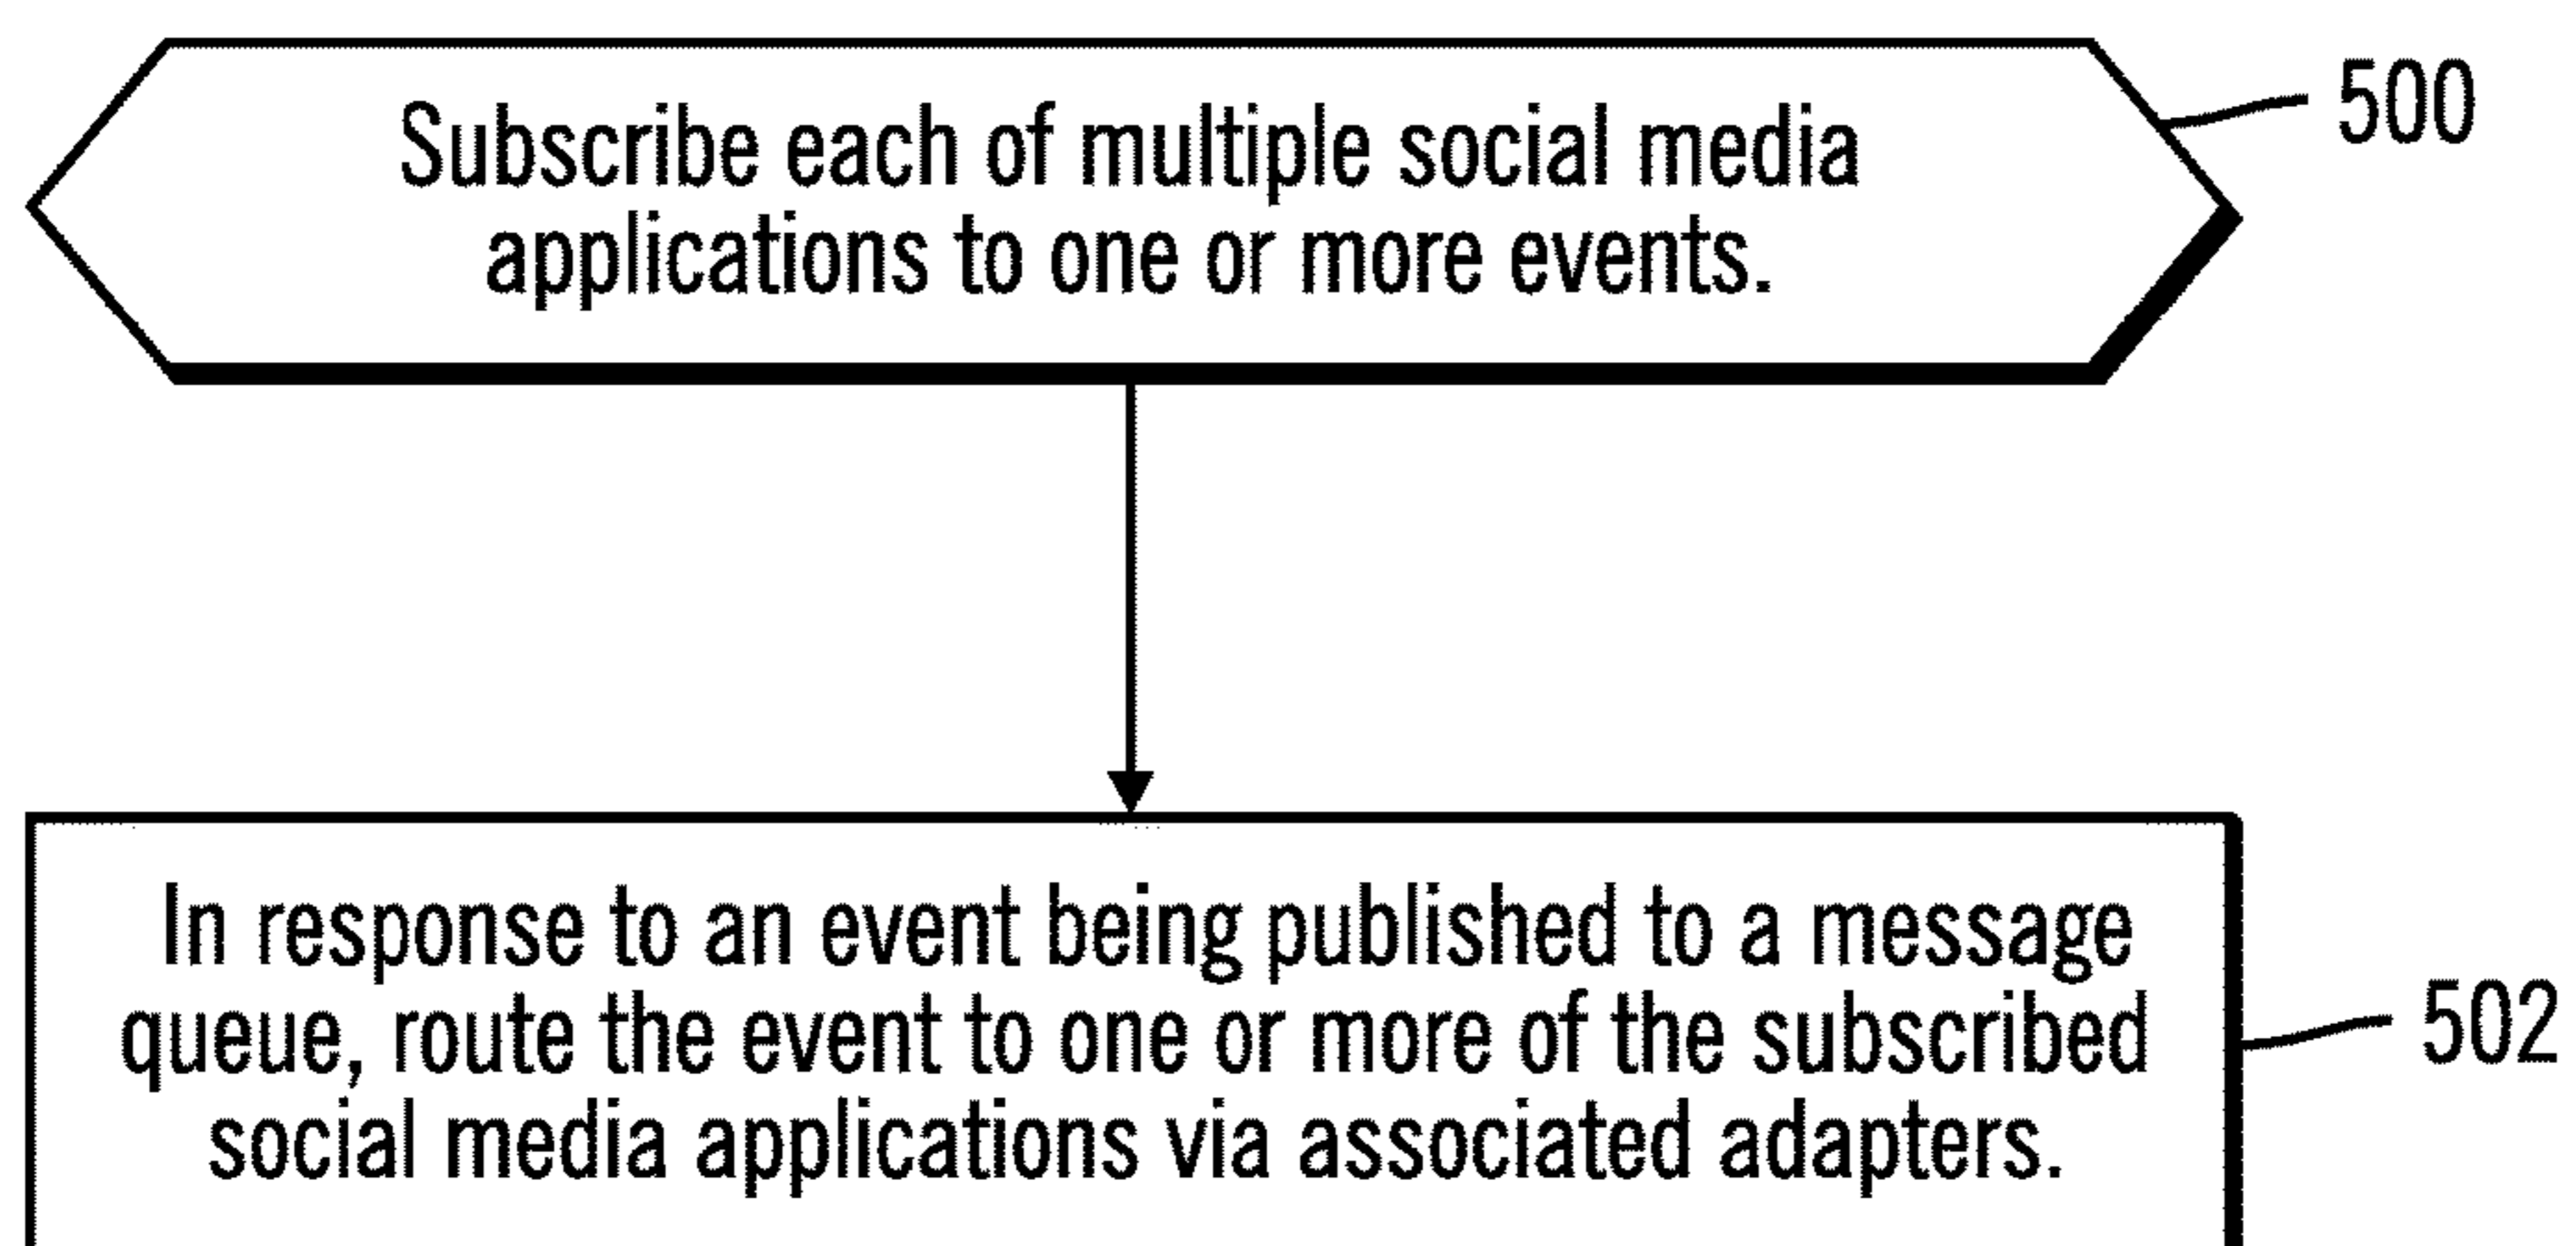 Subscribe each of multiple social media
applications to one or more events.
500
In response to an event being published to a message
queue, route the event to one or more of the subscribed
social media applications via associated adapters.
502